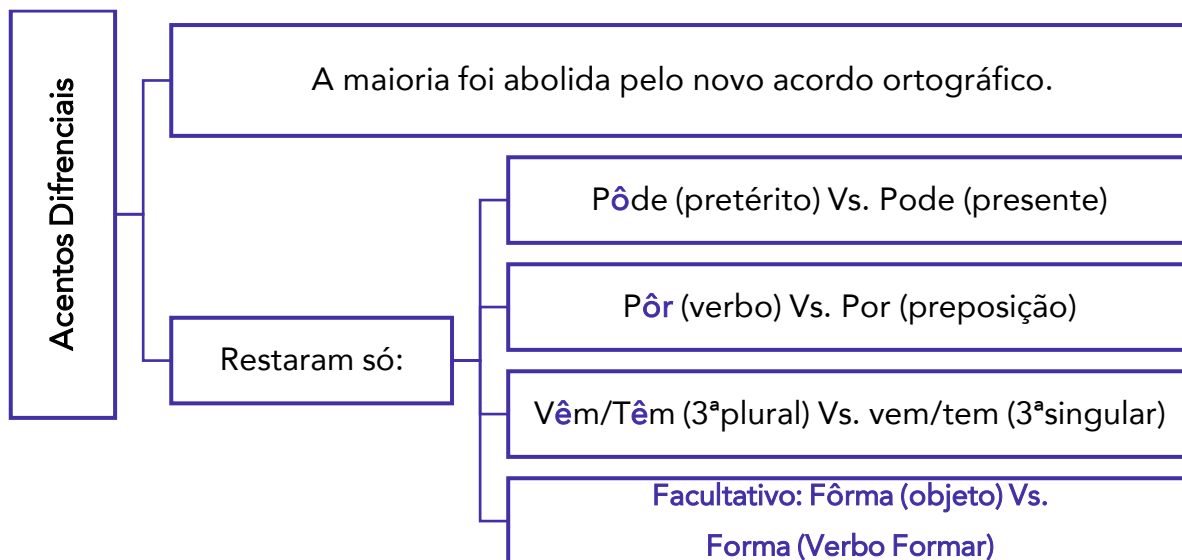 Acentos Difrenciais
A maioria foi abolida pelo novo acordo ortográfico.
Restaram só:
Pôde (pretérito) Vs. Pode (presente)
Pôr (verbo) Vs. Por (preposição)
Vêm/Têm (3ªplural) Vs. vem/tem (3ªsingular)
Facultativo: Fôrma (objeto) Vs.
Forma (Verbo Formar)